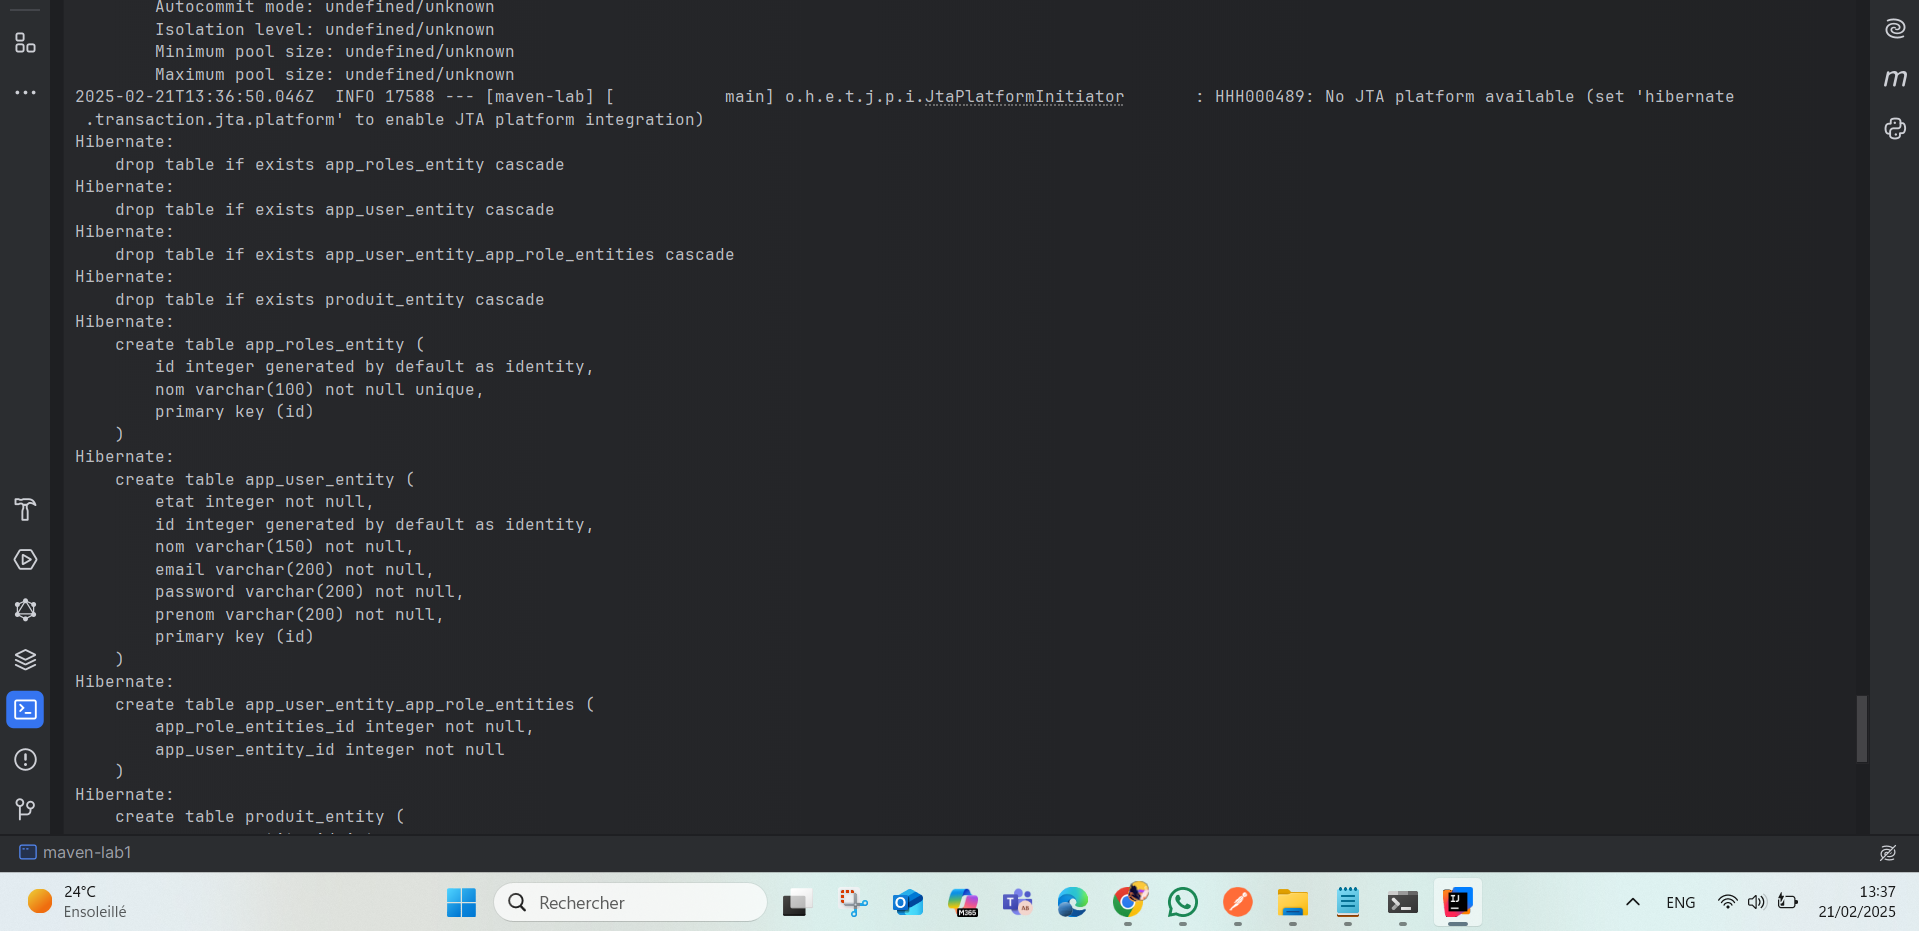 Autocommit mode: undefined/unknown
Isolation level: undefined/unknown
Minimum pool size: undefined/unknown
Maximum pool size: undefined/unknown
2025-02-21T13:36:50.046Z  INFO 17588 --- [maven-lab] [           main] o.h.e.t.j.p.i.JtaPlatformInitiator       : HHH000489: No JTA platform available (set 'hibernate
.transaction.jta.platform' to enable JTA platform integration)
Hibernate:
drop table if exists app_roles_entity cascade
Hibernate:
drop table if exists app_user_entity cascade
Hibernate:
drop table if exists app_user_entity_app_role_entities cascade
Hibernate:
drop table if exists produit_entity cascade
Hibernate:
create table app_roles_entity (
id integer generated by default as identity,
nom varchar(100) not null unique,
primary key (id)
)
Hibernate:
create table app_user_entity (
etat integer not null,
id integer generated by default as identity,
nom varchar(150) not null,
email varchar(200) not null,
password varchar(200) not null,
prenom varchar(200) not null,
primary key (id)
)
Hibernate:
create table app_user_entity_app_role_entities (
app_role_entities_id integer not null,
app_user_entity_id integer not null
)
Hibernate:
create table produit_entity (
maven-lab1
24°C
Ensoleillé
Rechercher
ENG
13:37
21/02/2025